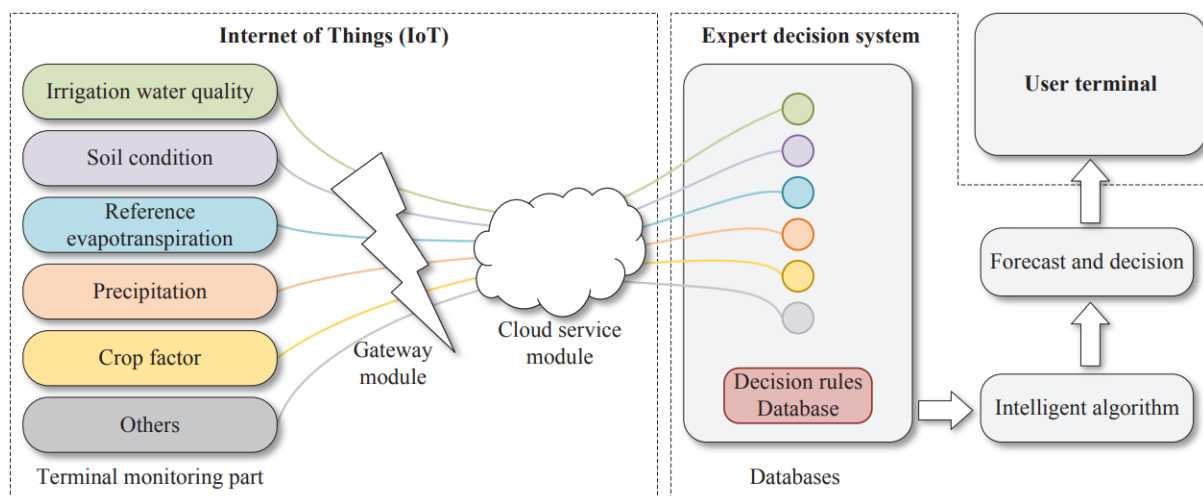 Internet of Things (IoT)
Irrigation water quality
Soil condition
Reference
evapotranspiration
Precipitation
Crop factor
Others
Terminal monitoring part
Gateway
module
Cloud service
module
Expert decision system
Decision rules
Database
Databases
User terminal
Forecast and decision
Intelligent algorithm